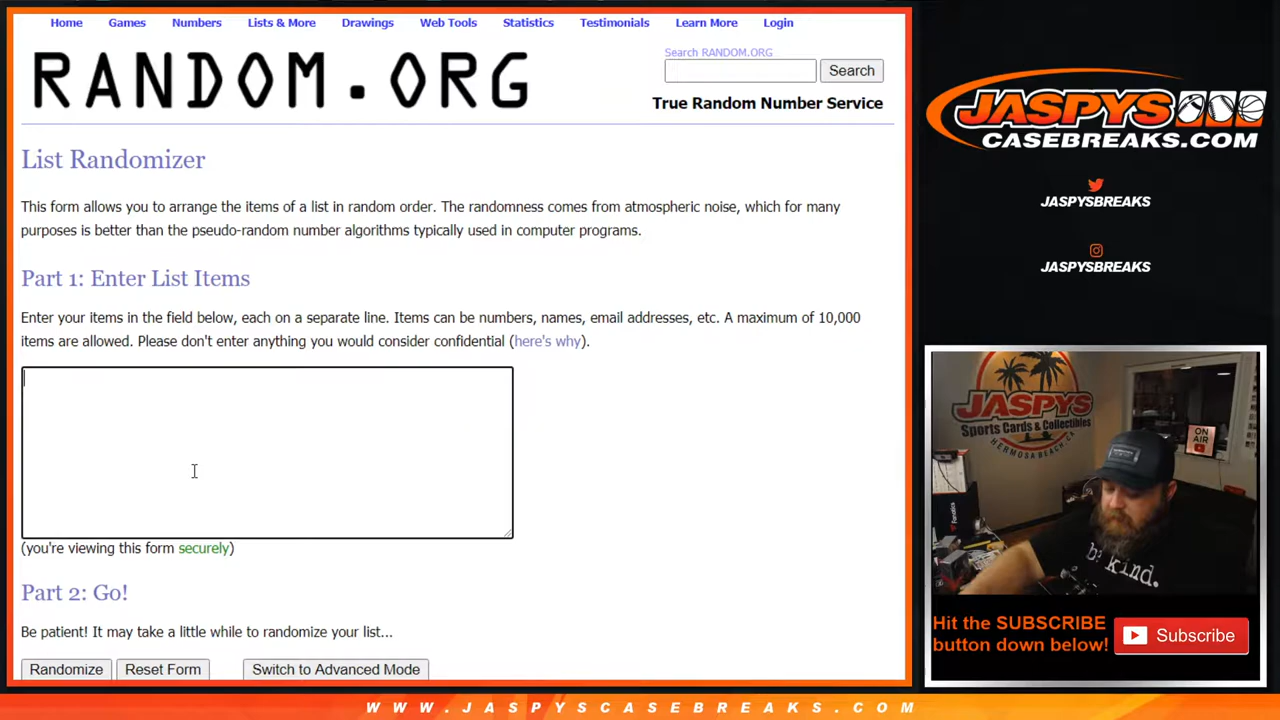 Home Games Numbers Lists & More Drawings Web Tools Statistics Testimonials Learn More Login
RANDOM.ORG
Search RANDOM.ORG
Search
True Random Number Service
List Randomizer
This form allows you to arrange the items of a list in random order. The randomness comes from atmospheric noise, which for many
purposes is better than the pseudo-random number algorithms typically used in computer programs.
Part 1: Enter List Items
Enter your items in the field below, each on a separate line. Items can be numbers, names, email addresses, etc. A maximum of 10,000
items are allowed. Please don't enter anything you would consider confidential (here's why).
(you're viewing this form securely)
Part 2: Go!
Be patient! It may take a little while to randomize your list...
Randomize Reset Form Switch to Advanced Mode
JASPYS
CASEBREAKS.COM
JASPYSBREAKS
JASPYSBREAKS
JASPYS
Sports Cards & Collectibles
HERMOSA BEACH, CA
ON
AIR
Fanatics
be kind.
Hit the SUBSCRIBE
button down below!
Subscribe
WWW.JASPYSCASEBREAKS.COM